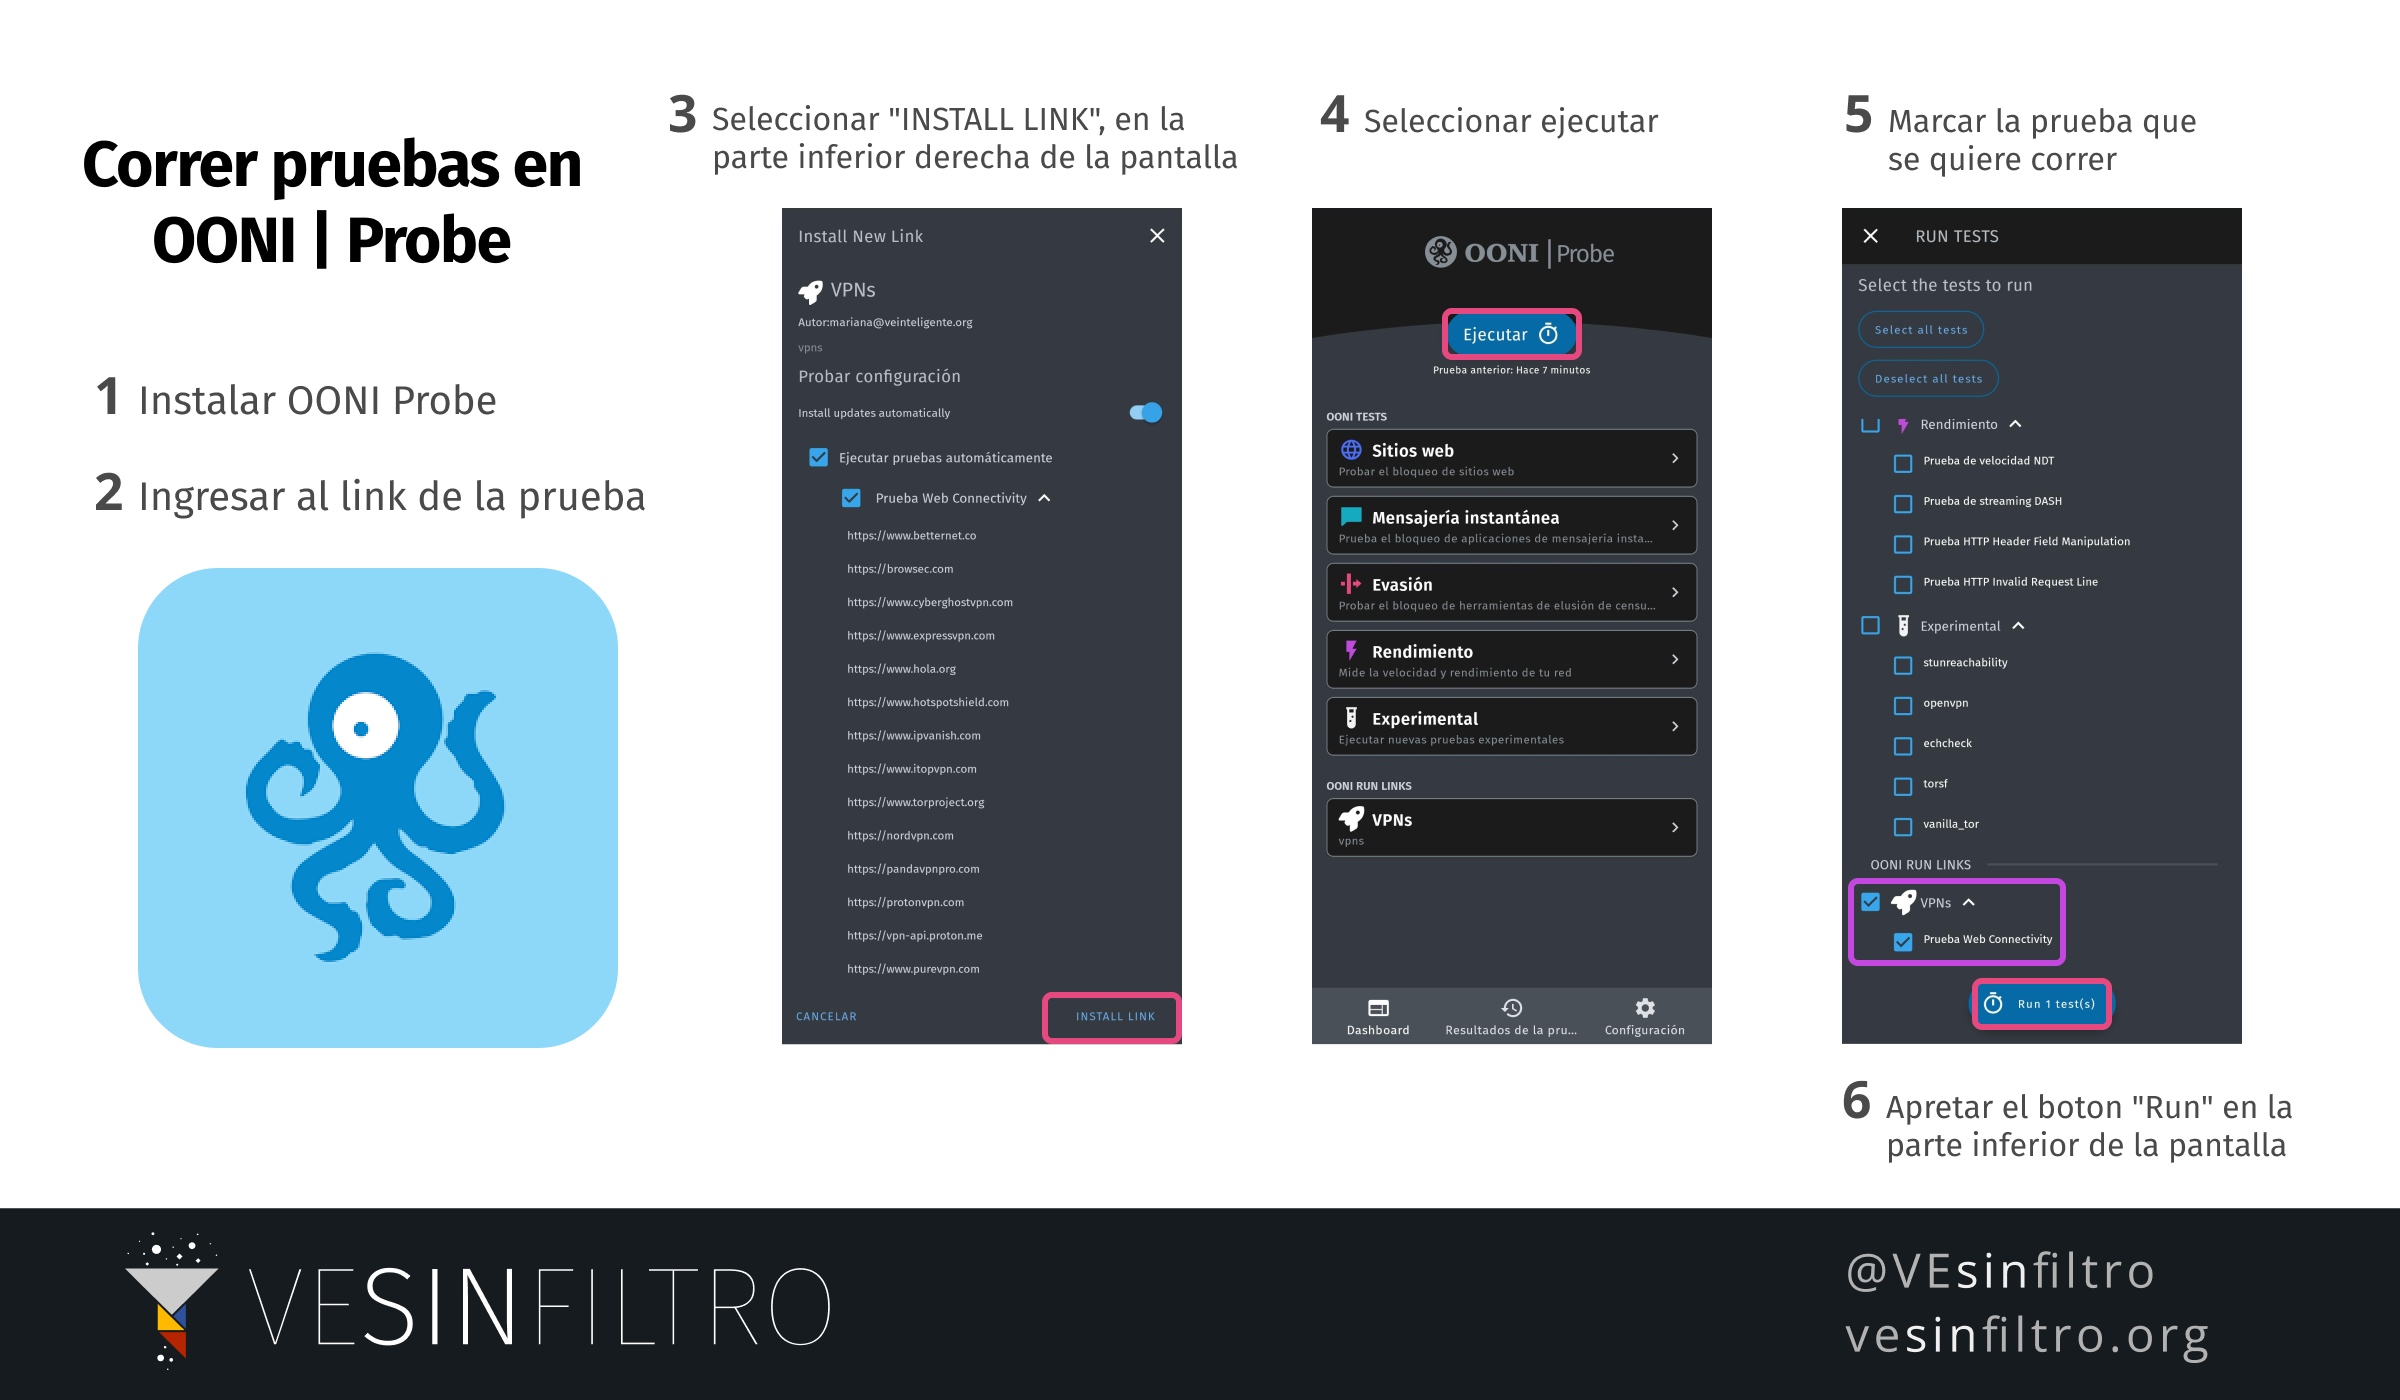 Correr pruebas en
OONI | Probe
1 Instalar OONI Probe
2 Ingresar al link de la prueba
3 Seleccionar "INSTALL LINK", en la
parte inferior derecha de la pantalla
Install New Link
VPNs
Autor:mariana@veinteligente.org
vpns
Probar configuración
Install updates automatically
Ejecutar pruebas automáticamente
Prueba Web Connectivity
https://www.betternet.co
https://browsec.com
https://www.cyberghostvpn.com
https://www.expressvpn.com
https://www.hola.org
https://www.hotspotshield.com
https://www.ipvanish.com
https://www.itopvpn.com
https://www.torproject.org
https://nordvpn.com
https://pandavpnpro.com
https://protonvpn.com
https://vpn-api.proton.me
https://www.purevpn.com
CANCELAR
INSTALL LINK
4 Seleccionar ejecutar
OONI | Probe
Ejecutar
Prueba anterior: Hace 7 minutos
OONI TESTS
Sitios web
Probar el bloqueo de sitios web
Mensajería instantánea
Prueba el bloqueo de aplicaciones de mensajería insta...
Evasión
Probar el bloqueo de herramientas de elusión de censu...
Rendimiento
Mide la velocidad y rendimiento de tu red
Experimental
Ejecutar nuevas pruebas experimentales
OONI RUN LINKS
VPNs
vpns
Dashboard
Resultados de la pru...
Configuración
5 Marcar la prueba que
se quiere correr
RUN TESTS
Select the tests to run
Select all tests
Deselect all tests
Rendimiento
Prueba de velocidad NDT
Prueba de streaming DASH
Prueba HTTP Header Field Manipulation
Prueba HTTP Invalid Request Line
Experimental
stunreachability
openvpn
echcheck
torsf
vanilla_tor
OONI RUN LINKS
VPNs
Prueba Web Connectivity
Run 1 test(s)
6 Apretar el boton "Run" en la
parte inferior de la pantalla
VESINFILTRO
@VEsinfiltro
vesinfiltro.org